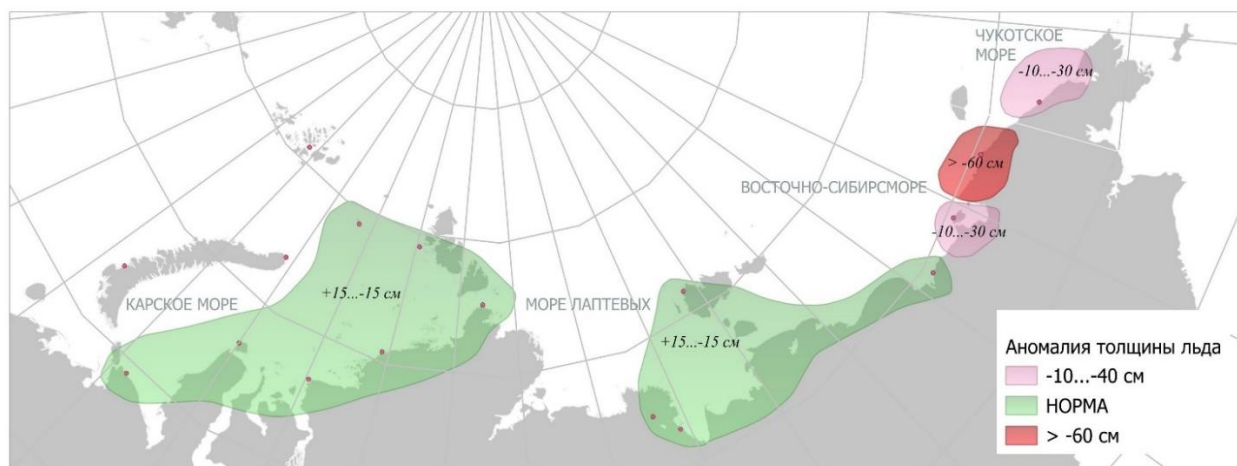 ЧУКОТСКОЕ
МОРЕ
-10...-30 см
> -60 см
ВОСТОЧНО-СИБИРСМОРЕ
-10...-30 см
+15...-15 см
КАРСКОЕ МОРЕ
МОРЕ ЛАПТЕВЫХ
+15...-15 см
Аномалия толщины льда
-10...-40 см
НОРМА
> -60 см